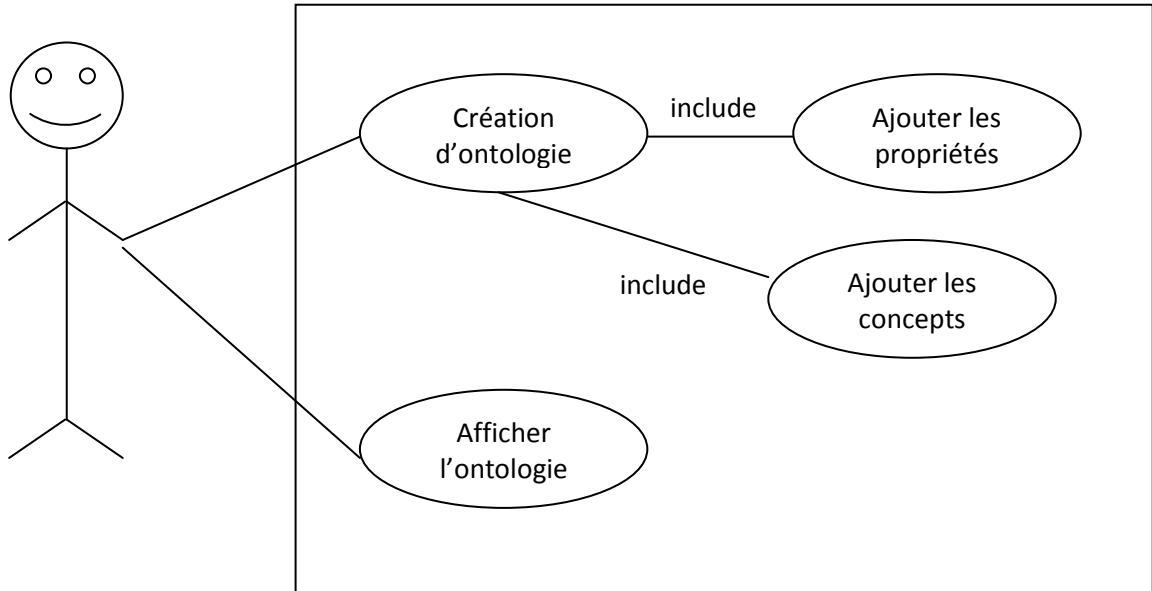 Création
d'ontologie
include
Ajouter les
propriétés
include
Ajouter les
concepts
Afficher
l'ontologie